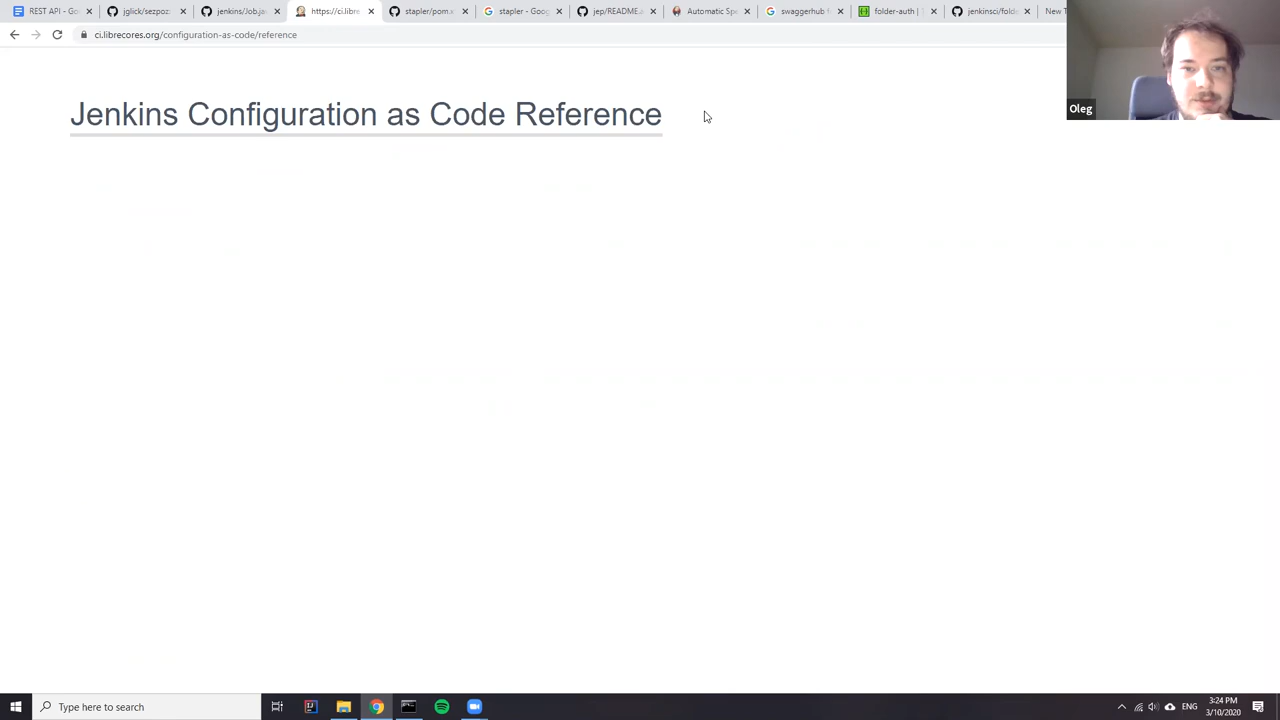 REST API - Go
jglick/sezpoz
jenkins/Job.ja
https://ci.libre
stapler/pom.x
stapler - Goog
jep/README.a
Automatic Spe
swaggerhub f
folder-auth |
jenkinsci/folde
New T
ci.librecores.org/configuration-as-code/reference
Jenkins Configuration as Code Reference
Oleg
Type here to search
ENG
3:24 PM
3/10/2020